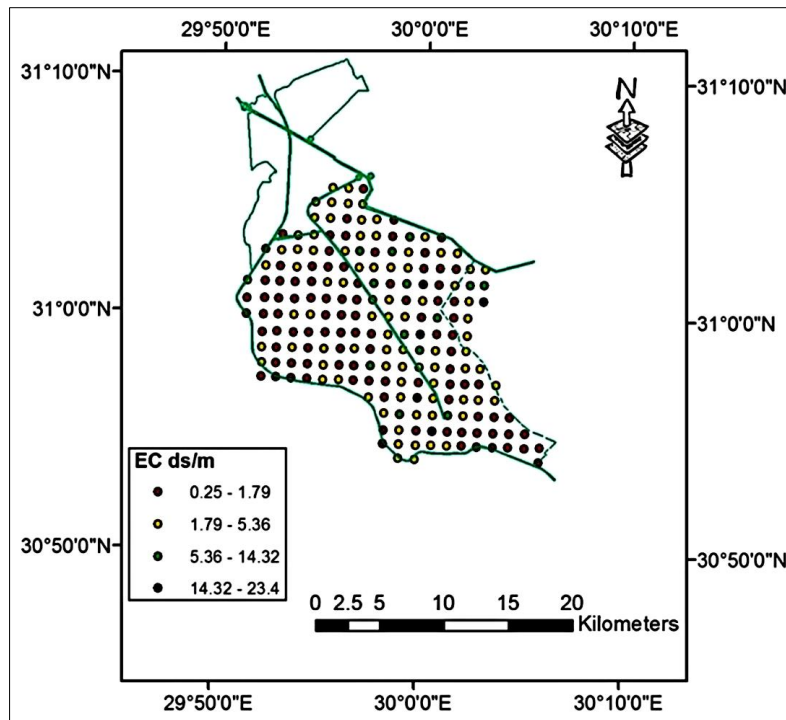 29°50'0"E 30°0'0"E 30°10'0"E
31°10'0"N 31°10'0"N
N
31°0'0"N 31°0'0"N
EC ds/m
0.25 - 1.79
1.79 - 5.36
5.36 - 14.32
14.32 - 23.4
30°50'0"N 30°50'0"N
0 2.5 5 10 15 20
Kilometers
29°50'0"E 30°0'0"E 30°10'0"E